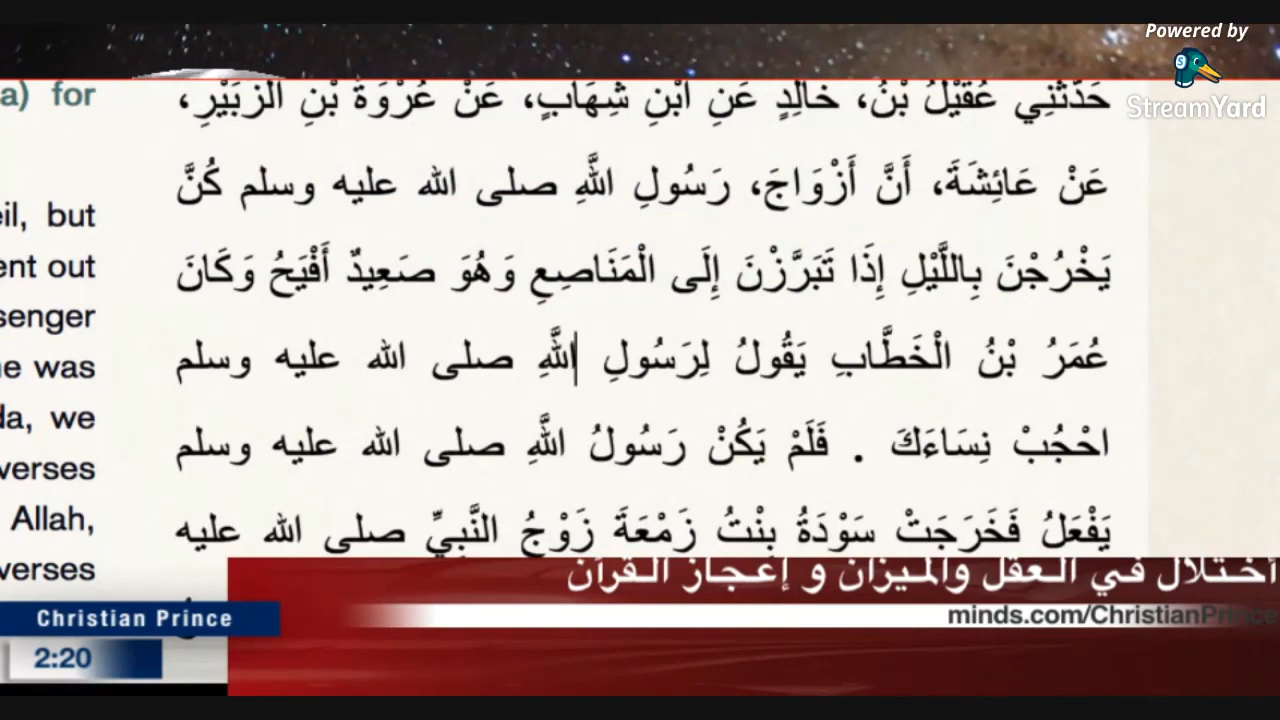 Powered by
StreamYard
a) for
eil, but
ent out
senger
e was
da, we
verses
Allah,
verses
حَدَّثَنِي عُقَيْلُ بْنُ، خَالِدٍ عَنِ ابْنِ شِهَابٍ، عَنْ عُرْوَةَ بْنِ الزُّبَيْرِ،
عَنْ عَائِشَةَ، أَنَّ أَزْوَاجَ، رَسُولِ اللَّهِ صلى الله عليه وسلم كُنَّ
يَخْرُجْنَ بِاللَّيْلِ إِذَا تَبَرَّزْنَ إِلَى الْمَنَاصِعِ وَهُوَ صَعِيدٌ أَفْيَحُ وَكَانَ
عُمَرُ بْنُ الْخَطَّابِ يَقُولُ لِرَسُولِ اللَّهِ صلى الله عليه وسلم
احْجُبْ نِسَاءَكَ . فَلَمْ يَكُنْ رَسُولُ اللَّهِ صلى الله عليه وسلم
يَفْعَلُ فَخَرَجَتْ سَوْدَةُ بِنْتُ زَمْعَةَ زَوْجُ النَّبِيِّ صلى الله عليه
أختلال في العقل والميزان و إعجاز القرآن
Christian Prince
minds.com/ChristianPrince
2:20